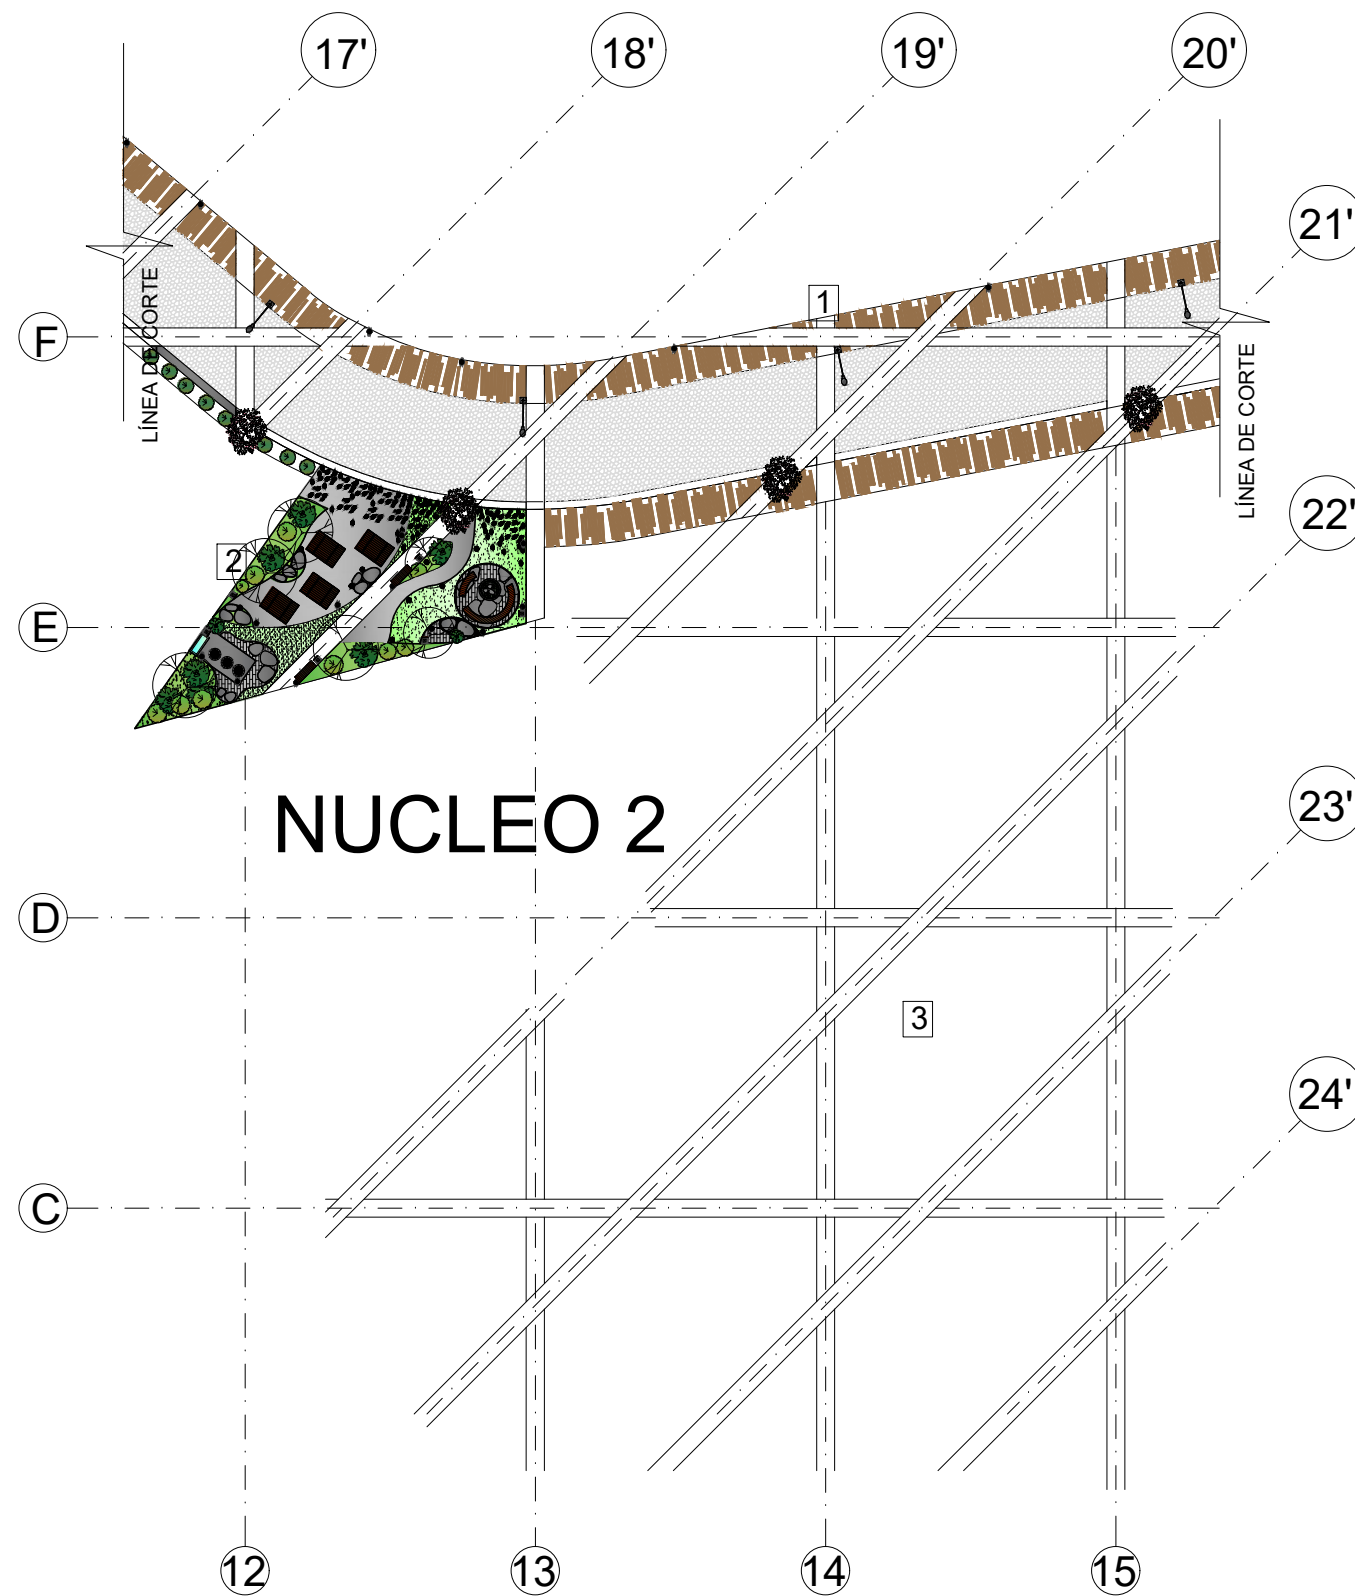 17'
18'
19'
20'
21'
LÍNEA DE CORTE
1
F
LÍNEA DE CORTE
22'
2
E
23'
NUCLEO 2
D
3
24'
C
12
13
14
15